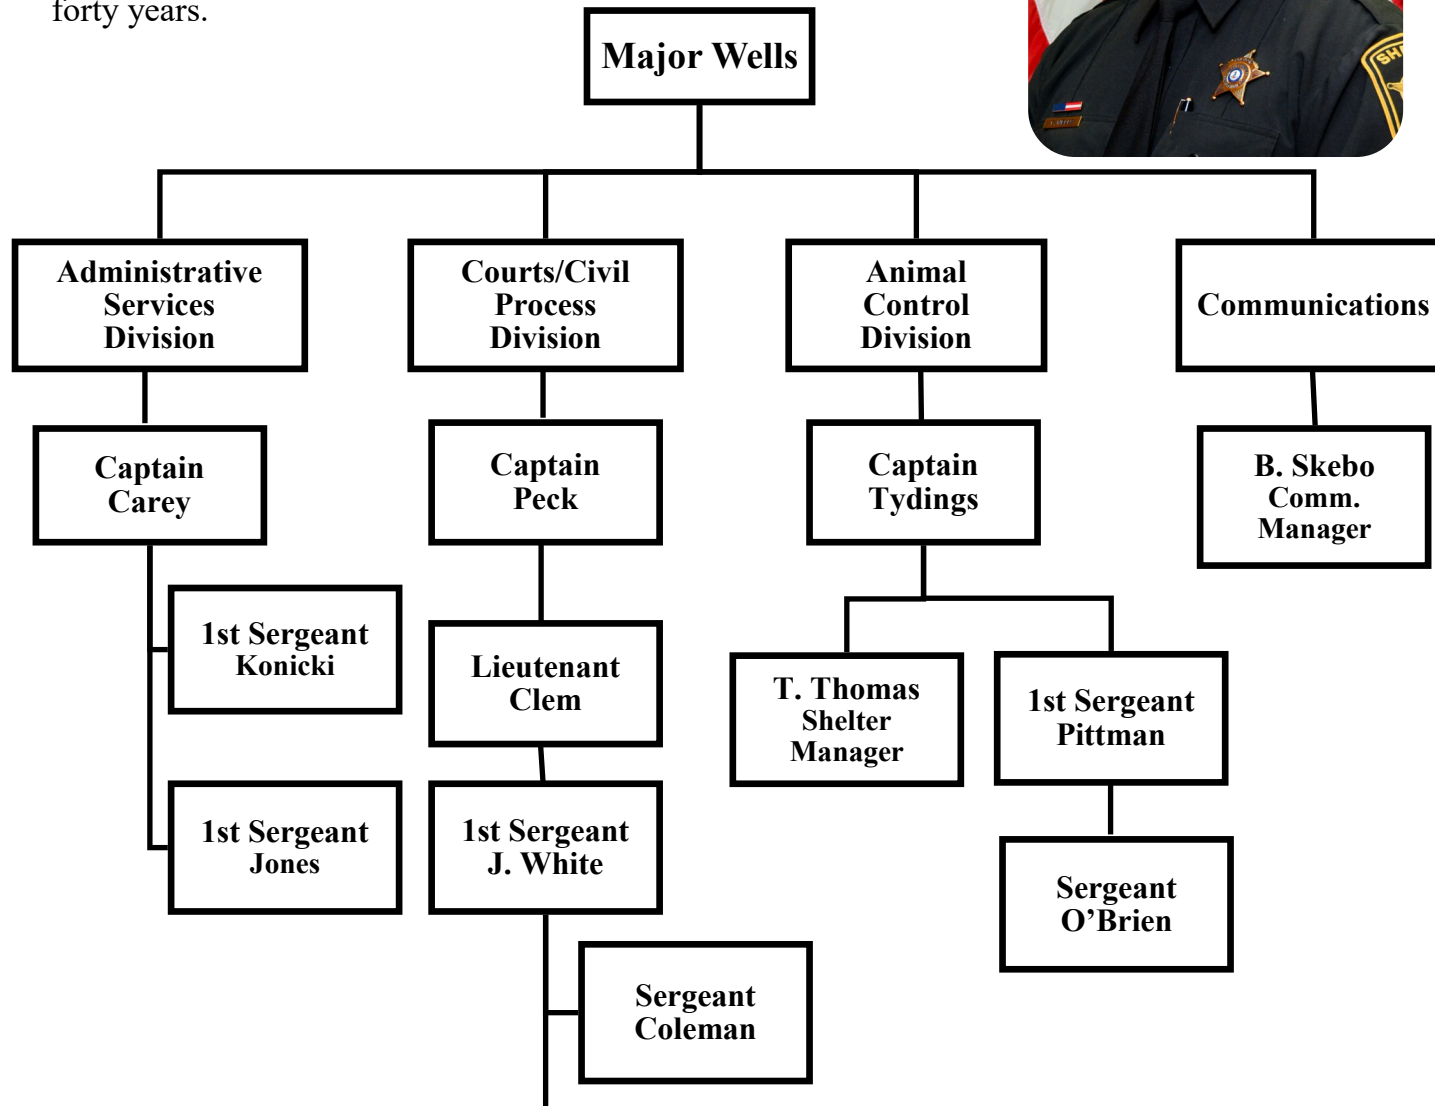 forty years.
Major Wells
Administrative
Services
Division
Courts/Civil
Process
Division
Animal
Control
Division
Communications
Captain
Carey
Captain
Peck
Captain
Tydings
B. Skebo
Comm.
Manager
1st Sergeant
Konicki
Lieutenant
Clem
T. Thomas
Shelter
Manager
1st Sergeant
Pittman
1st Sergeant
Jones
1st Sergeant
J. White
Sergeant
O’Brien
Sergeant
Coleman